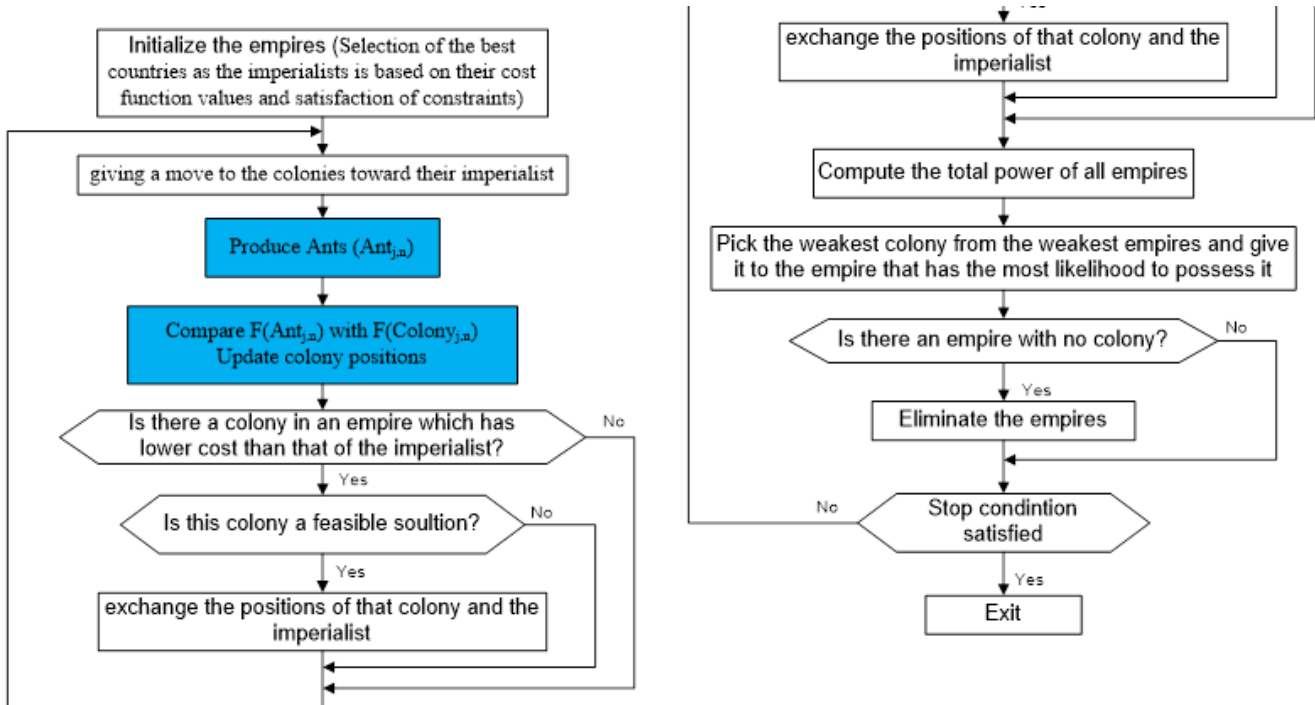 Initialize the empires (Selection of the best
countries as the imperialists is based on their cost
function values and satisfaction of constraints)
giving a move to the colonies toward their imperialist
Produce Ants (Antj,n)
Compare F(Antj,n) with F(Colonyj,n)
Update colony positions
Is there a colony in an empire which has
lower cost than that of the imperialist?
No
Yes
Is this colony a feasible soultion?
No
Yes
exchange the positions of that colony and the
imperialist
exchange the positions of that colony and the
imperialist
Compute the total power of all empires
Pick the weakest colony from the weakest empires and give
it to the empire that has the most likelihood to possess it
Is there an empire with no colony?
No
Yes
Eliminate the empires
No
Stop condintion
satisfied
Yes
Exit